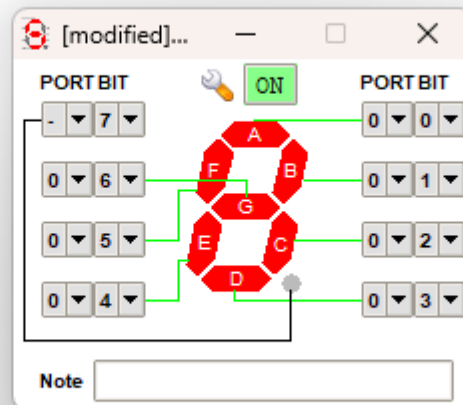 [modified]...
PORT BIT ON PORT BIT
- 7 A 0 0
0 6 F B 0 1
G
0 5 E C 0 2
0 4 D 0 3
Note